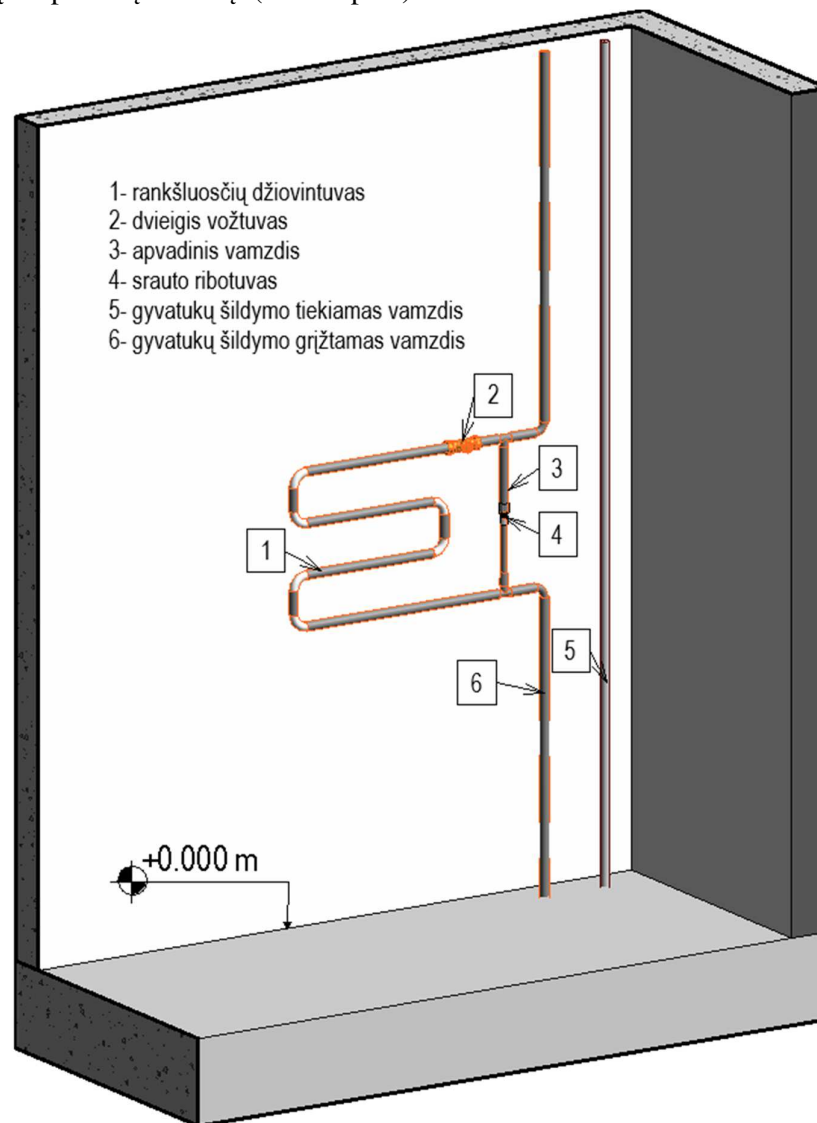 1- rankšluosčių džiovintuvas
2- dvieigis vožtuvas
3- apvadinis vamzdis
4- srauto ribotuvas
5- gyvatukų šildymo tiekiamas vamzdis
6- gyvatukų šildymo grįžtamas vamzdis
2
3
4
1
5
6
+0.000 m